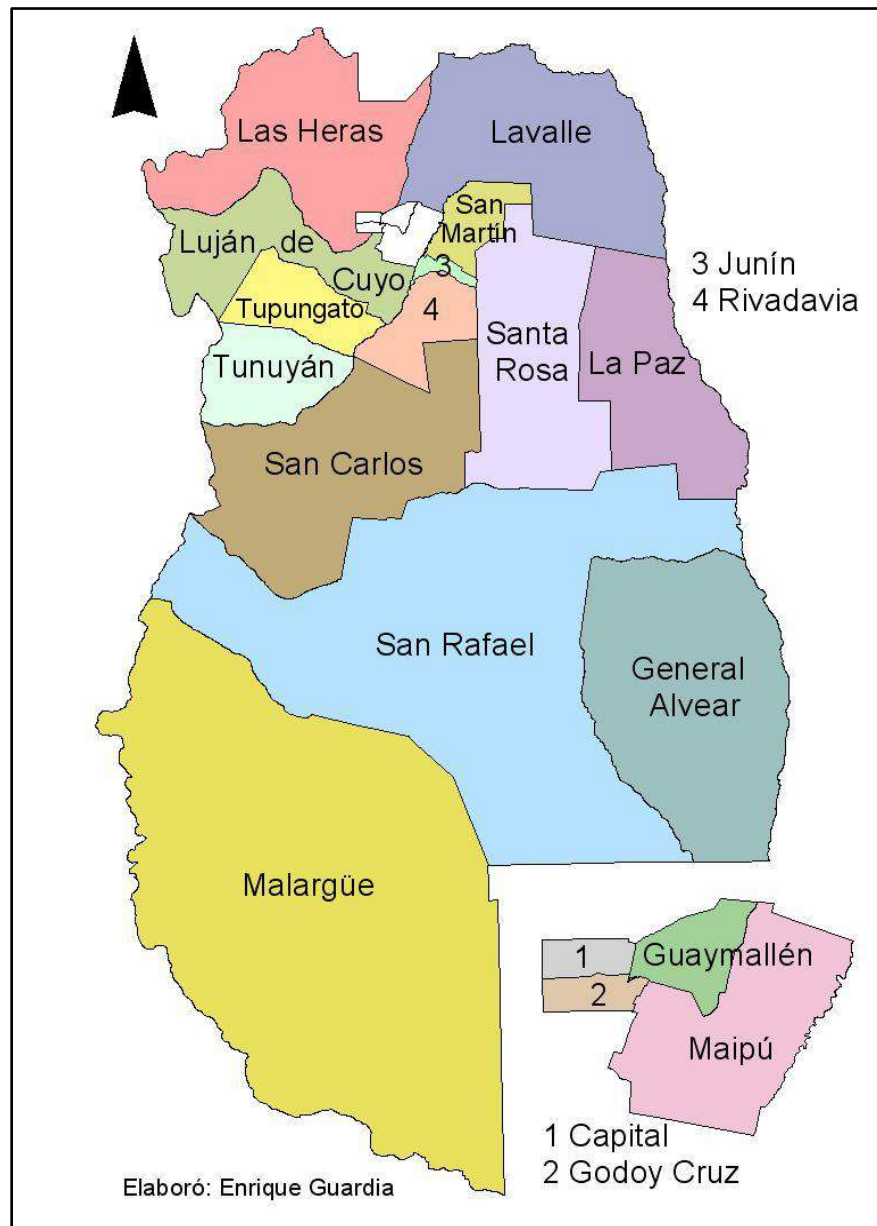 Las Heras
Lavalle
San
Martín
Luján de
Cuyo
3
3 Junín
4 Rivadavia
Tupungato
4
Santa
Rosa
La Paz
Tunuyán
San Carlos
San Rafael
General
Alvear
Malargüe
1
Guaymallén
2
Maipú
1 Capital
2 Godoy Cruz
Elaboró: Enrique Guardia